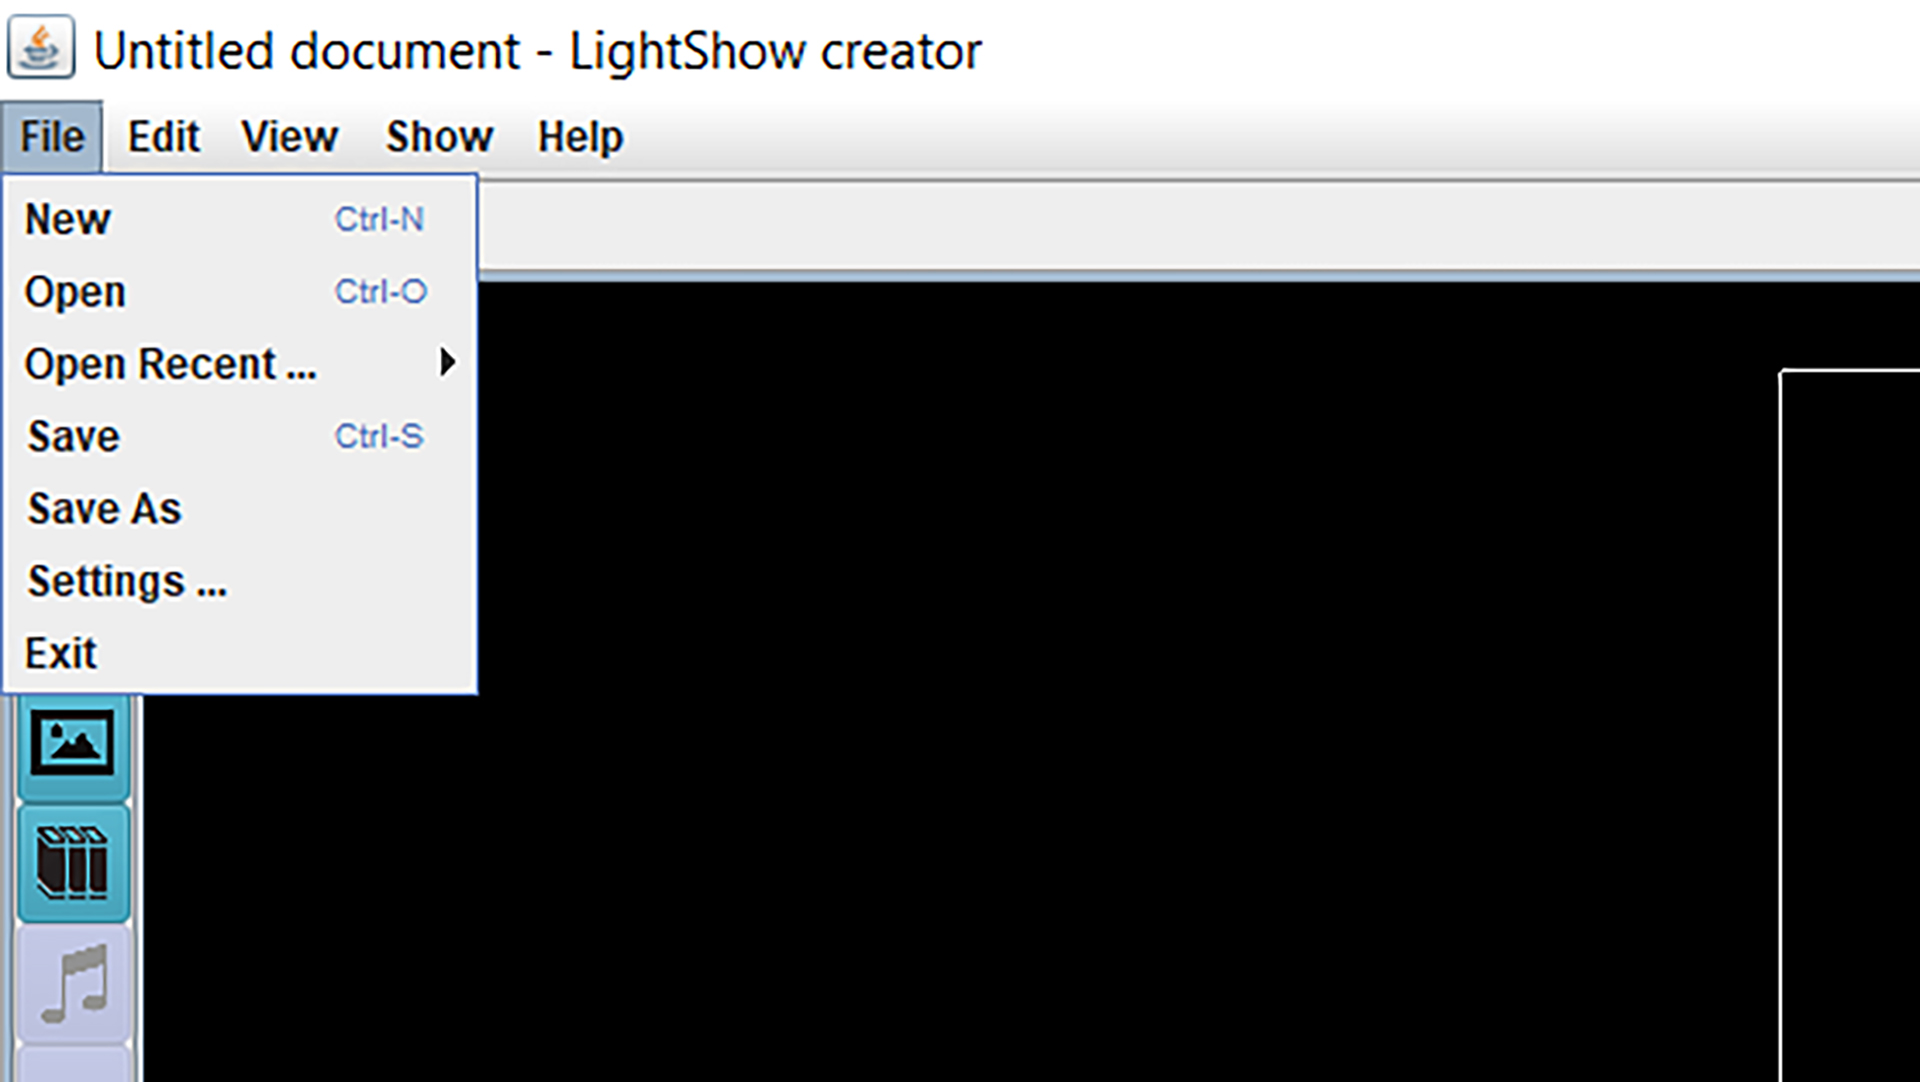 Untitled document - LightShow creator
File Edit View Show Help
New Ctrl-N
Open Ctrl-O
Open Recent ...
Save Ctrl-S
Save As
Settings ...
Exit